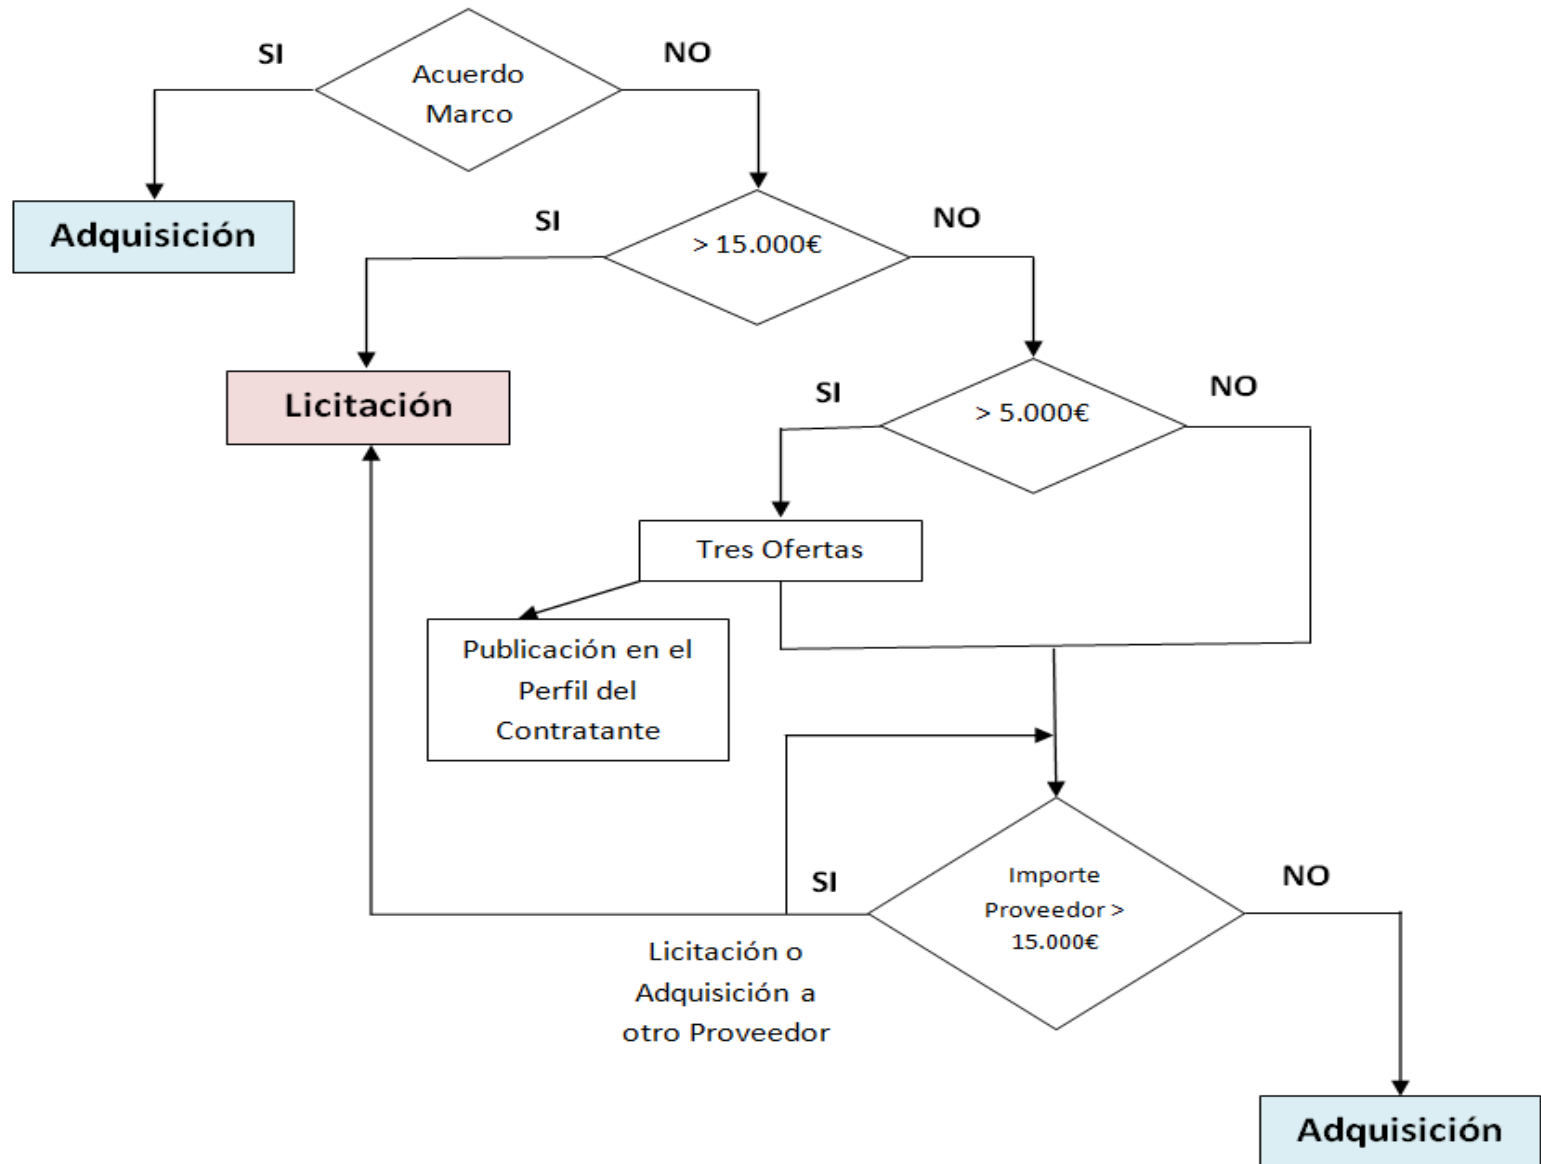 SI
NO
Acuerdo
Marco
Adquisición
SI
NO
> 15.000€
Licitación
SI
NO
> 5.000€
Tres Ofertas
Publicación en el
Perfil del
Contratante
SI
NO
Importe
Proveedor >
15.000€
Licitación o
Adquisición a
otro Proveedor
Adquisición